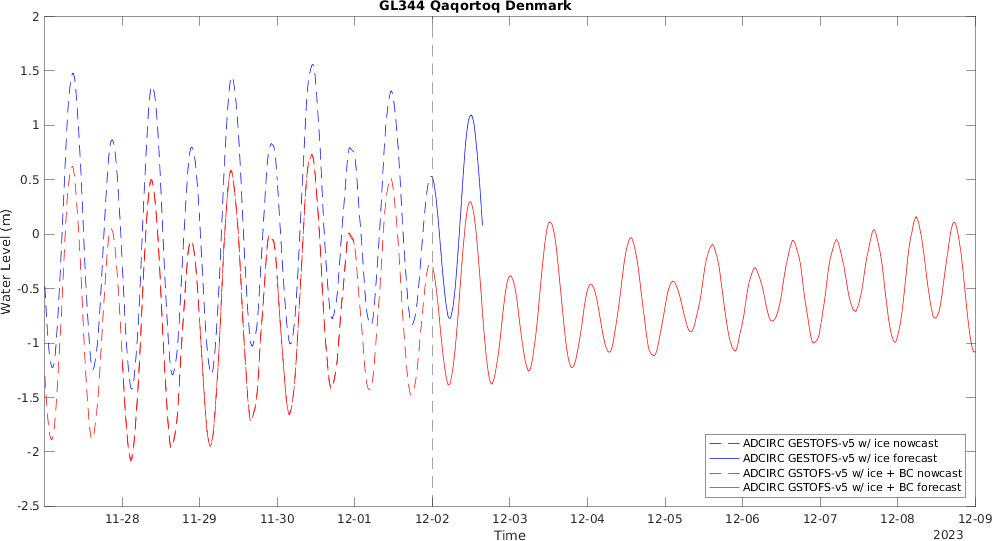 GL344 Qaqortoq Denmark
2
1.5
1
0.5
0
-0.5
-1
-1.5
-2
-2.5
Water Level (m)
ADCIRC GESTOFS-v5 w/ ice nowcast
ADCIRC GESTOFS-v5 w/ ice forecast
ADCIRC GSTOFS-v5 w/ ice + BC nowcast
ADCIRC GSTOFS-v5 w/ ice + BC forecast
11-28 11-29 11-30 12-01 12-02 12-03 12-04 12-05 12-06 12-07 12-08 12-09
Time
2023